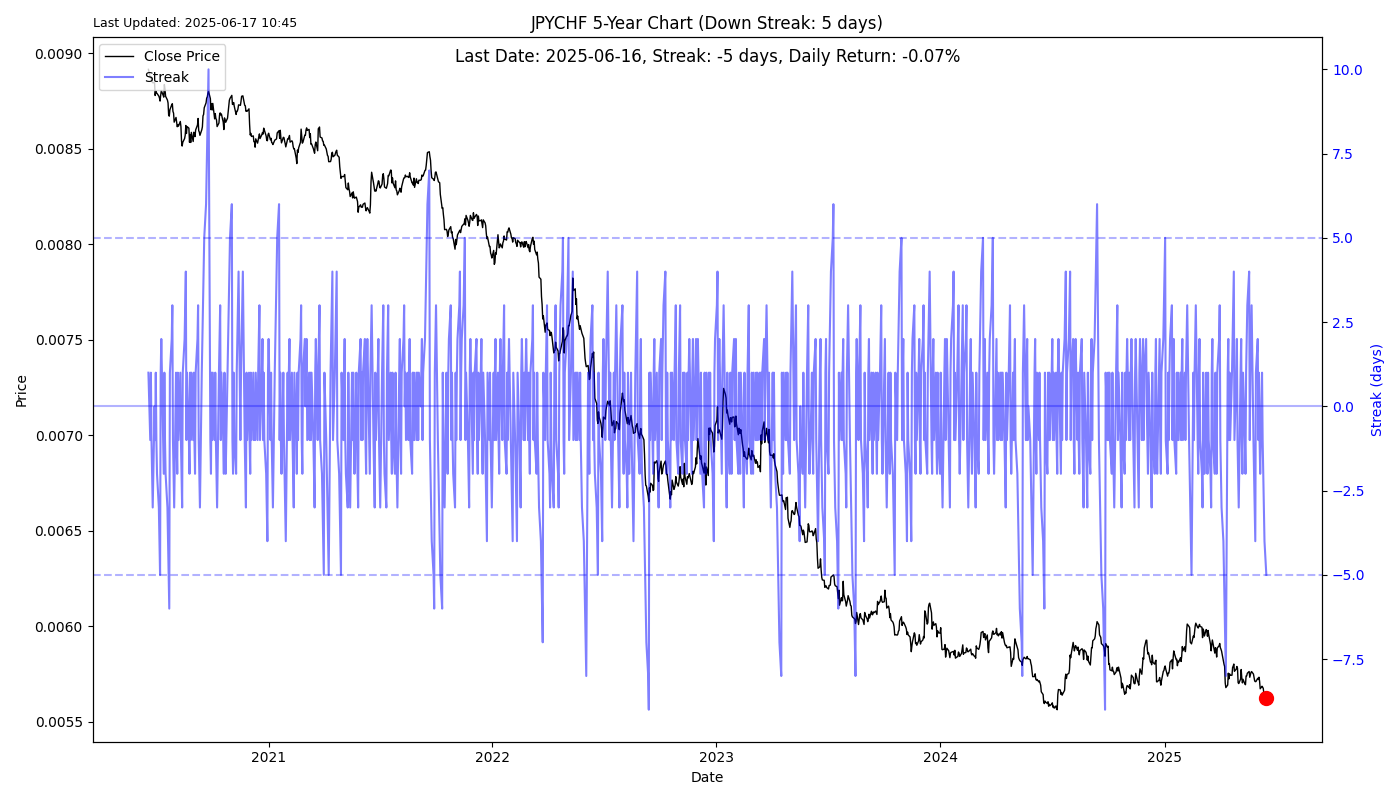 Last Updated: 2025-06-17 10:45
JPYCHF 5-Year Chart (Down Streak: 5 days)
Last Date: 2025-06-16, Streak: -5 days, Daily Return: -0.07%
Close Price
Streak
0.0090
0.0085
0.0080
0.0075
0.0070
0.0065
0.0060
0.0055
Price
10.0
7.5
5.0
2.5
0.0
−2.5
−5.0
−7.5
Streak (days)
2021
2022
2023
2024
2025
Date